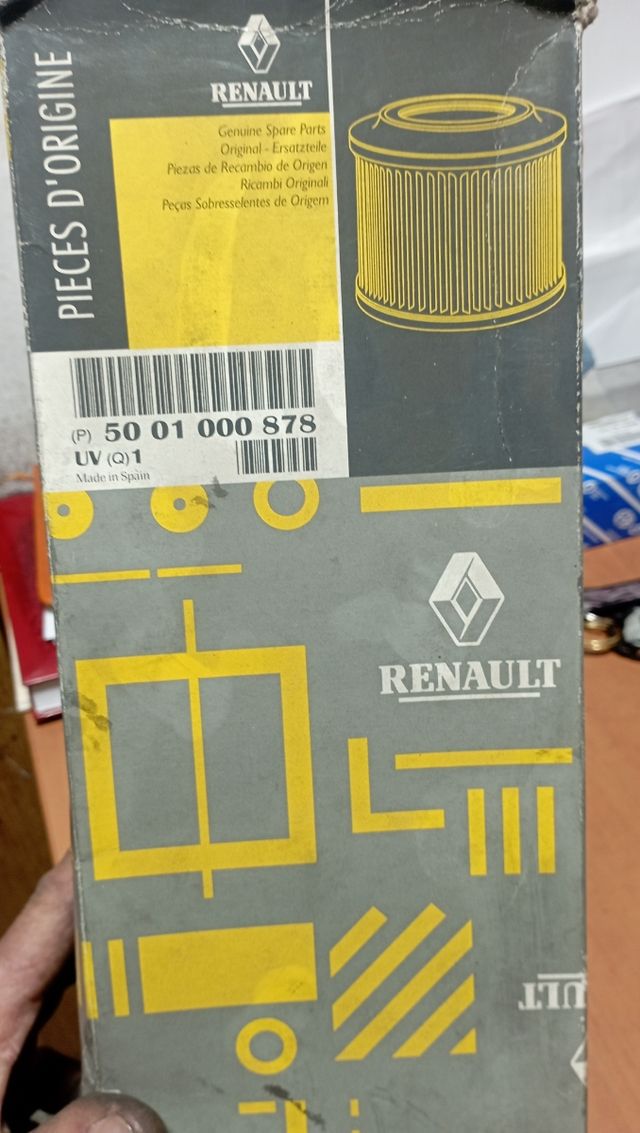 PIECES D'ORIGINE
RENAULT
Genuine Spare Parts
Original - Ersatzteile
Piezas de Recambio de Origen
Ricambi Originali
Peças Sobresselentes de Origem
(P) 50 01 000 878
UV (Q) 1
Made in Spain
RENAULT
ULT